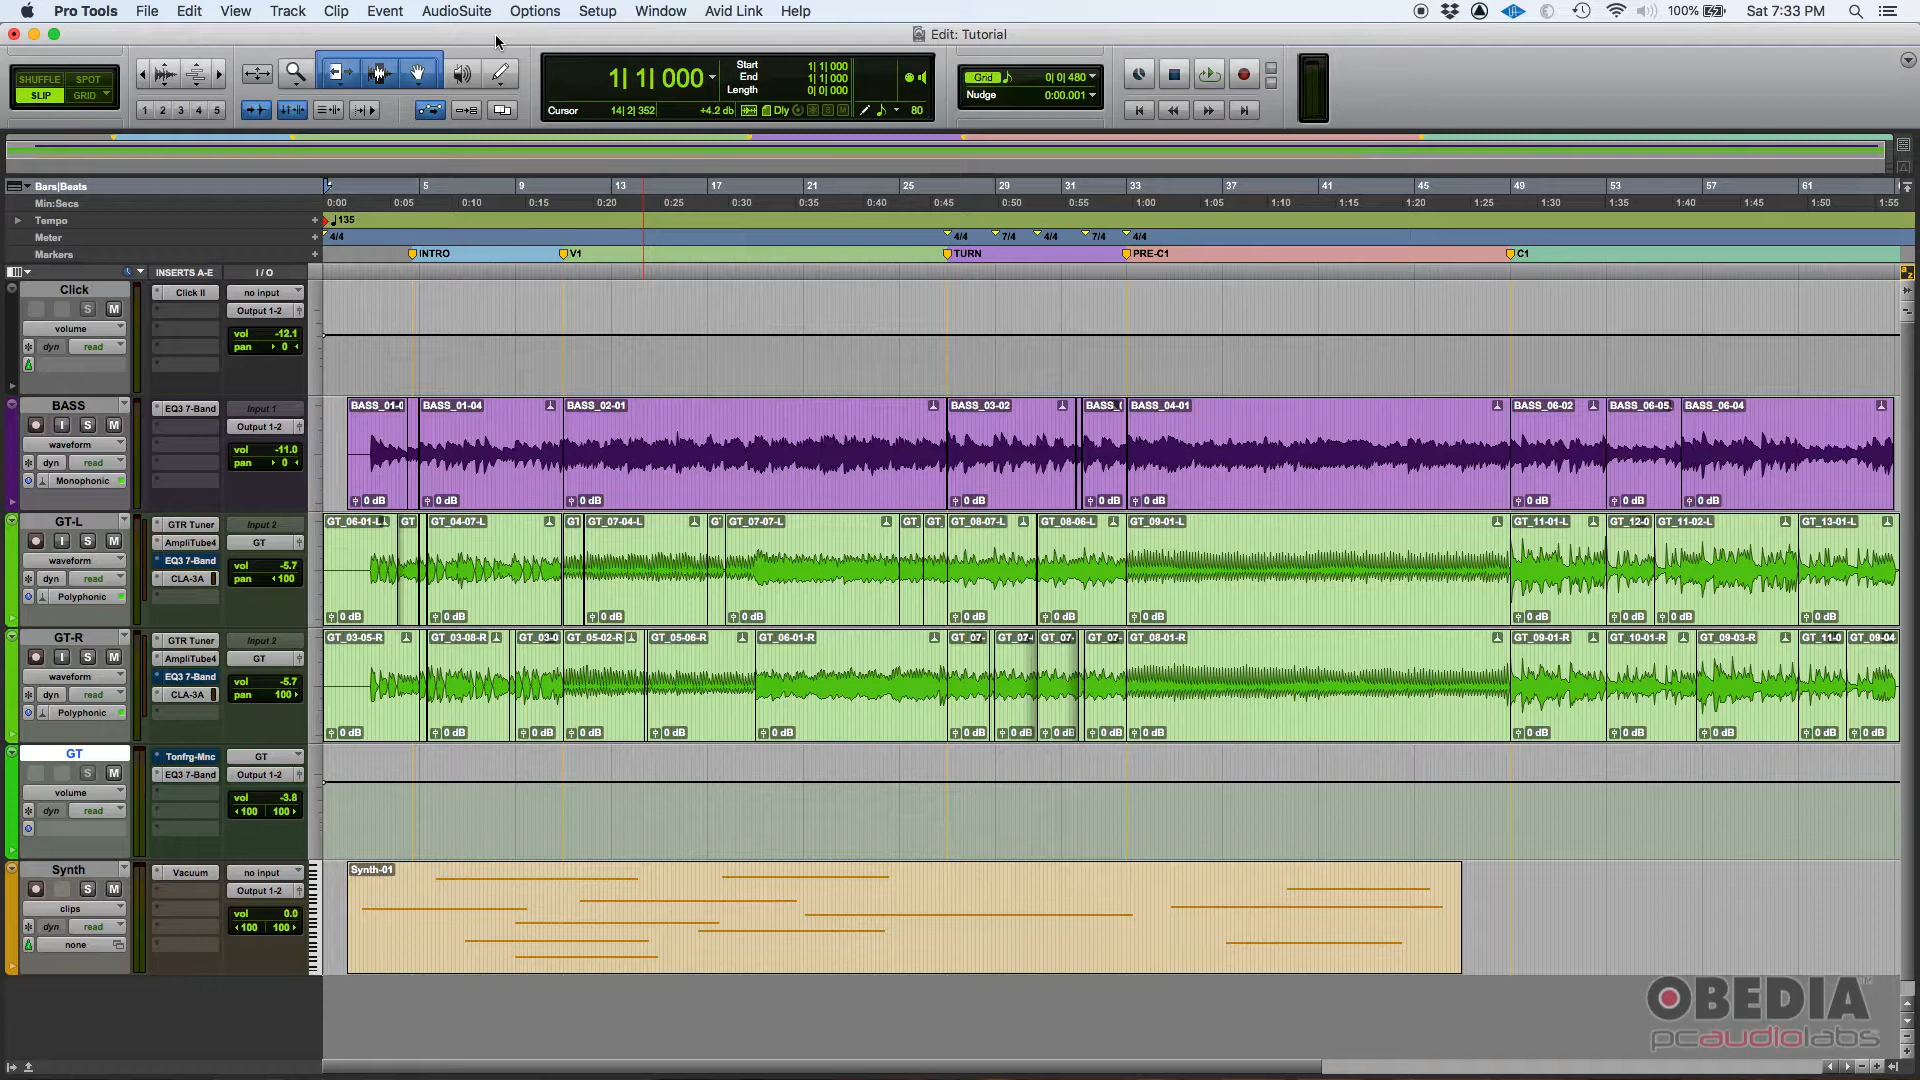 Pro Tools File Edit View Track Clip Event AudioSuite Options Setup Window Avid Link Help 100% Sat 7:33 PM
Edit: Tutorial
SHUFFLE SPOT
SLIP GRID
1 2 3 4 5
1| 1| 000
Start 1| 1| 000
End 1| 1| 000
Length 0| 0| 000
Cursor 14| 2| 352 +4.2 db Dly 80
Grid 0| 0| 480
Nudge 0:00.001
Bars|Beats 5 9 13 17 21 25 29 31 33 37 41 45 49 53 57 61
Min:Secs 0:00 0:05 0:10 0:15 0:25 0:30 0:35 0:40 0:45 0:50 0:55 1:00 1:05 1:10 1:15 1:20 1:25 1:30 1:35 1:40 1:45 1:50 1:55
Tempo 135
Meter 4/4 4/4 7/4 4/4 7/4 4/4
Markers INTRO V1 TURN PRE-C1 C1
INSERTS A-E I / O
Click Click II no input
S M Output 1-2
volume vol -12.1
dyn read pan 0
BASS EQ3 7-Band Input 1 BASS_01-0 BASS_01-04 BASS_02-01 BASS_03-02 BASS_( BASS_04-01 BASS_06-02 BASS_06-05 BASS_06-04
I S M Output 1-2
waveform vol -11.0
dyn read pan 0
Monophonic
0 dB 0 dB 0 dB 0 dB 0 dB 0 dB 0 dB 0 dB 0 dB
GT-L GTR Tuner Input 2 GT_06-01-L GT GT_04-07-L GT GT_07-04-L G GT_07-07-L GT_ GT_ GT_08-07-L GT_08-06-L GT_09-01-L GT_11-01-L GT_12-0 GT_11-02-L GT_13-01-L
I S M AmpliTube4 GT
waveform EQ3 7-Band vol -5.7
dyn read CLA-3A pan 100
Polyphonic
0 dB 0 dB 0 dB 0 dB 0 dB 0 dB 0 dB 0 dB 0 dB 0 dB 0 dB
GT-R GTR Tuner Input 2 GT_03-05-R GT_03-08-R GT_03-0 GT_05-02-R GT_05-06-R GT_06-01-R GT_07- GT_07- GT_07- GT_07- GT_08-01-R GT_09-01-R GT_10-01-R GT_09-03-R GT_11-0 GT_09-04
I S M AmpliTube4 GT
waveform EQ3 7-Band vol -5.7
dyn read CLA-3A pan 100
Polyphonic
0 dB 0 dB 0 dB 0 dB 0 dB 0 dB 0 dB 0 dB 0 dB 0 dB 0 dB 0 dB 0 dB 0 dB 0 dB 0 dB
GT Tonfrg-Mnc GT
S M EQ3 7-Band Output 1-2
volume vol -3.8
dyn read 100 100
Synth Vacuum no input Synth-01
S M Output 1-2
clips vol 0.0
dyn read 100 100
none
OBEDIA
pcaudiolabs